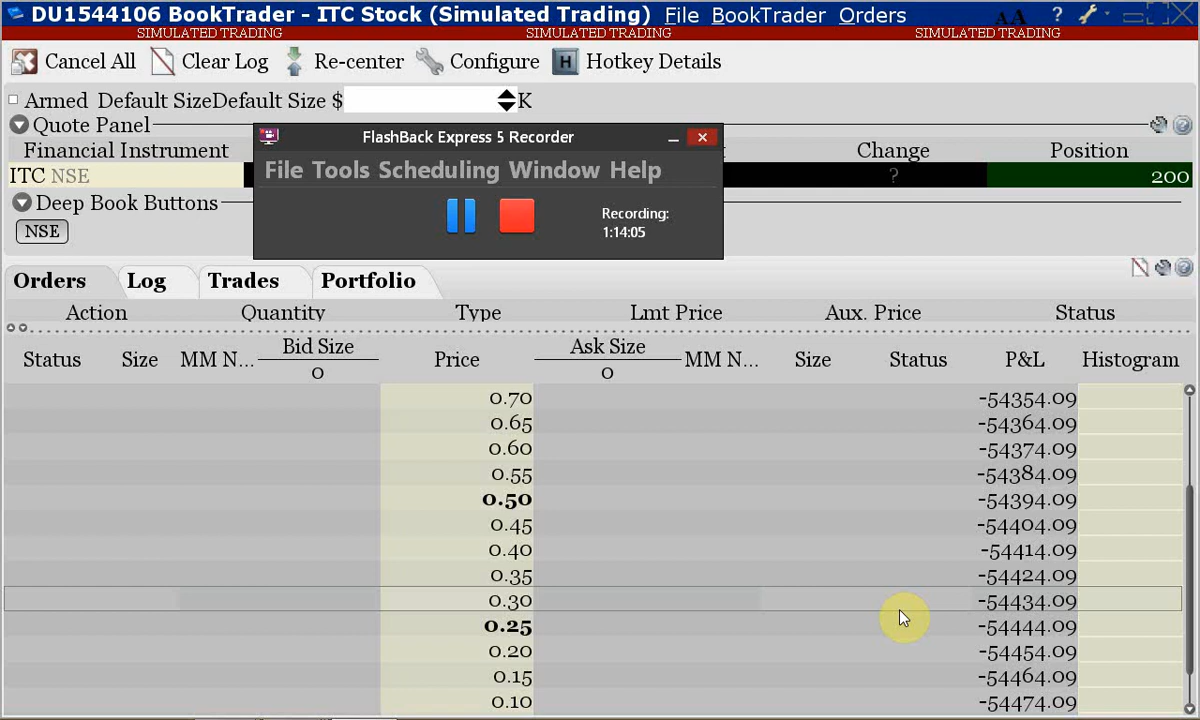 DU1544106 BookTrader - ITC Stock (Simulated Trading) File BookTrader Orders AA ?
SIMULATED TRADING SIMULATED TRADING SIMULATED TRADING
Cancel All Clear Log Re-center Configure H Hotkey Details
Armed Default SizeDefault Size $ K
Quote Panel
Financial Instrument Change Position
ITC NSE ? 200
Deep Book Buttons
NSE
FlashBack Express 5 Recorder
File Tools Scheduling Window Help
Recording:
1:14:05
Orders Log Trades Portfolio
Action Quantity Type Lmt Price Aux. Price Status
Status Size MM N... Bid Size Price Ask Size MM N... Size Status P&L Histogram
0 0
0.70 -54354.09
0.65 -54364.09
0.60 -54374.09
0.55 -54384.09
0.50 -54394.09
0.45 -54404.09
0.40 -54414.09
0.35 -54424.09
0.30 -54434.09
0.25 -54444.09
0.20 -54454.09
0.15 -54464.09
0.10 -54474.09